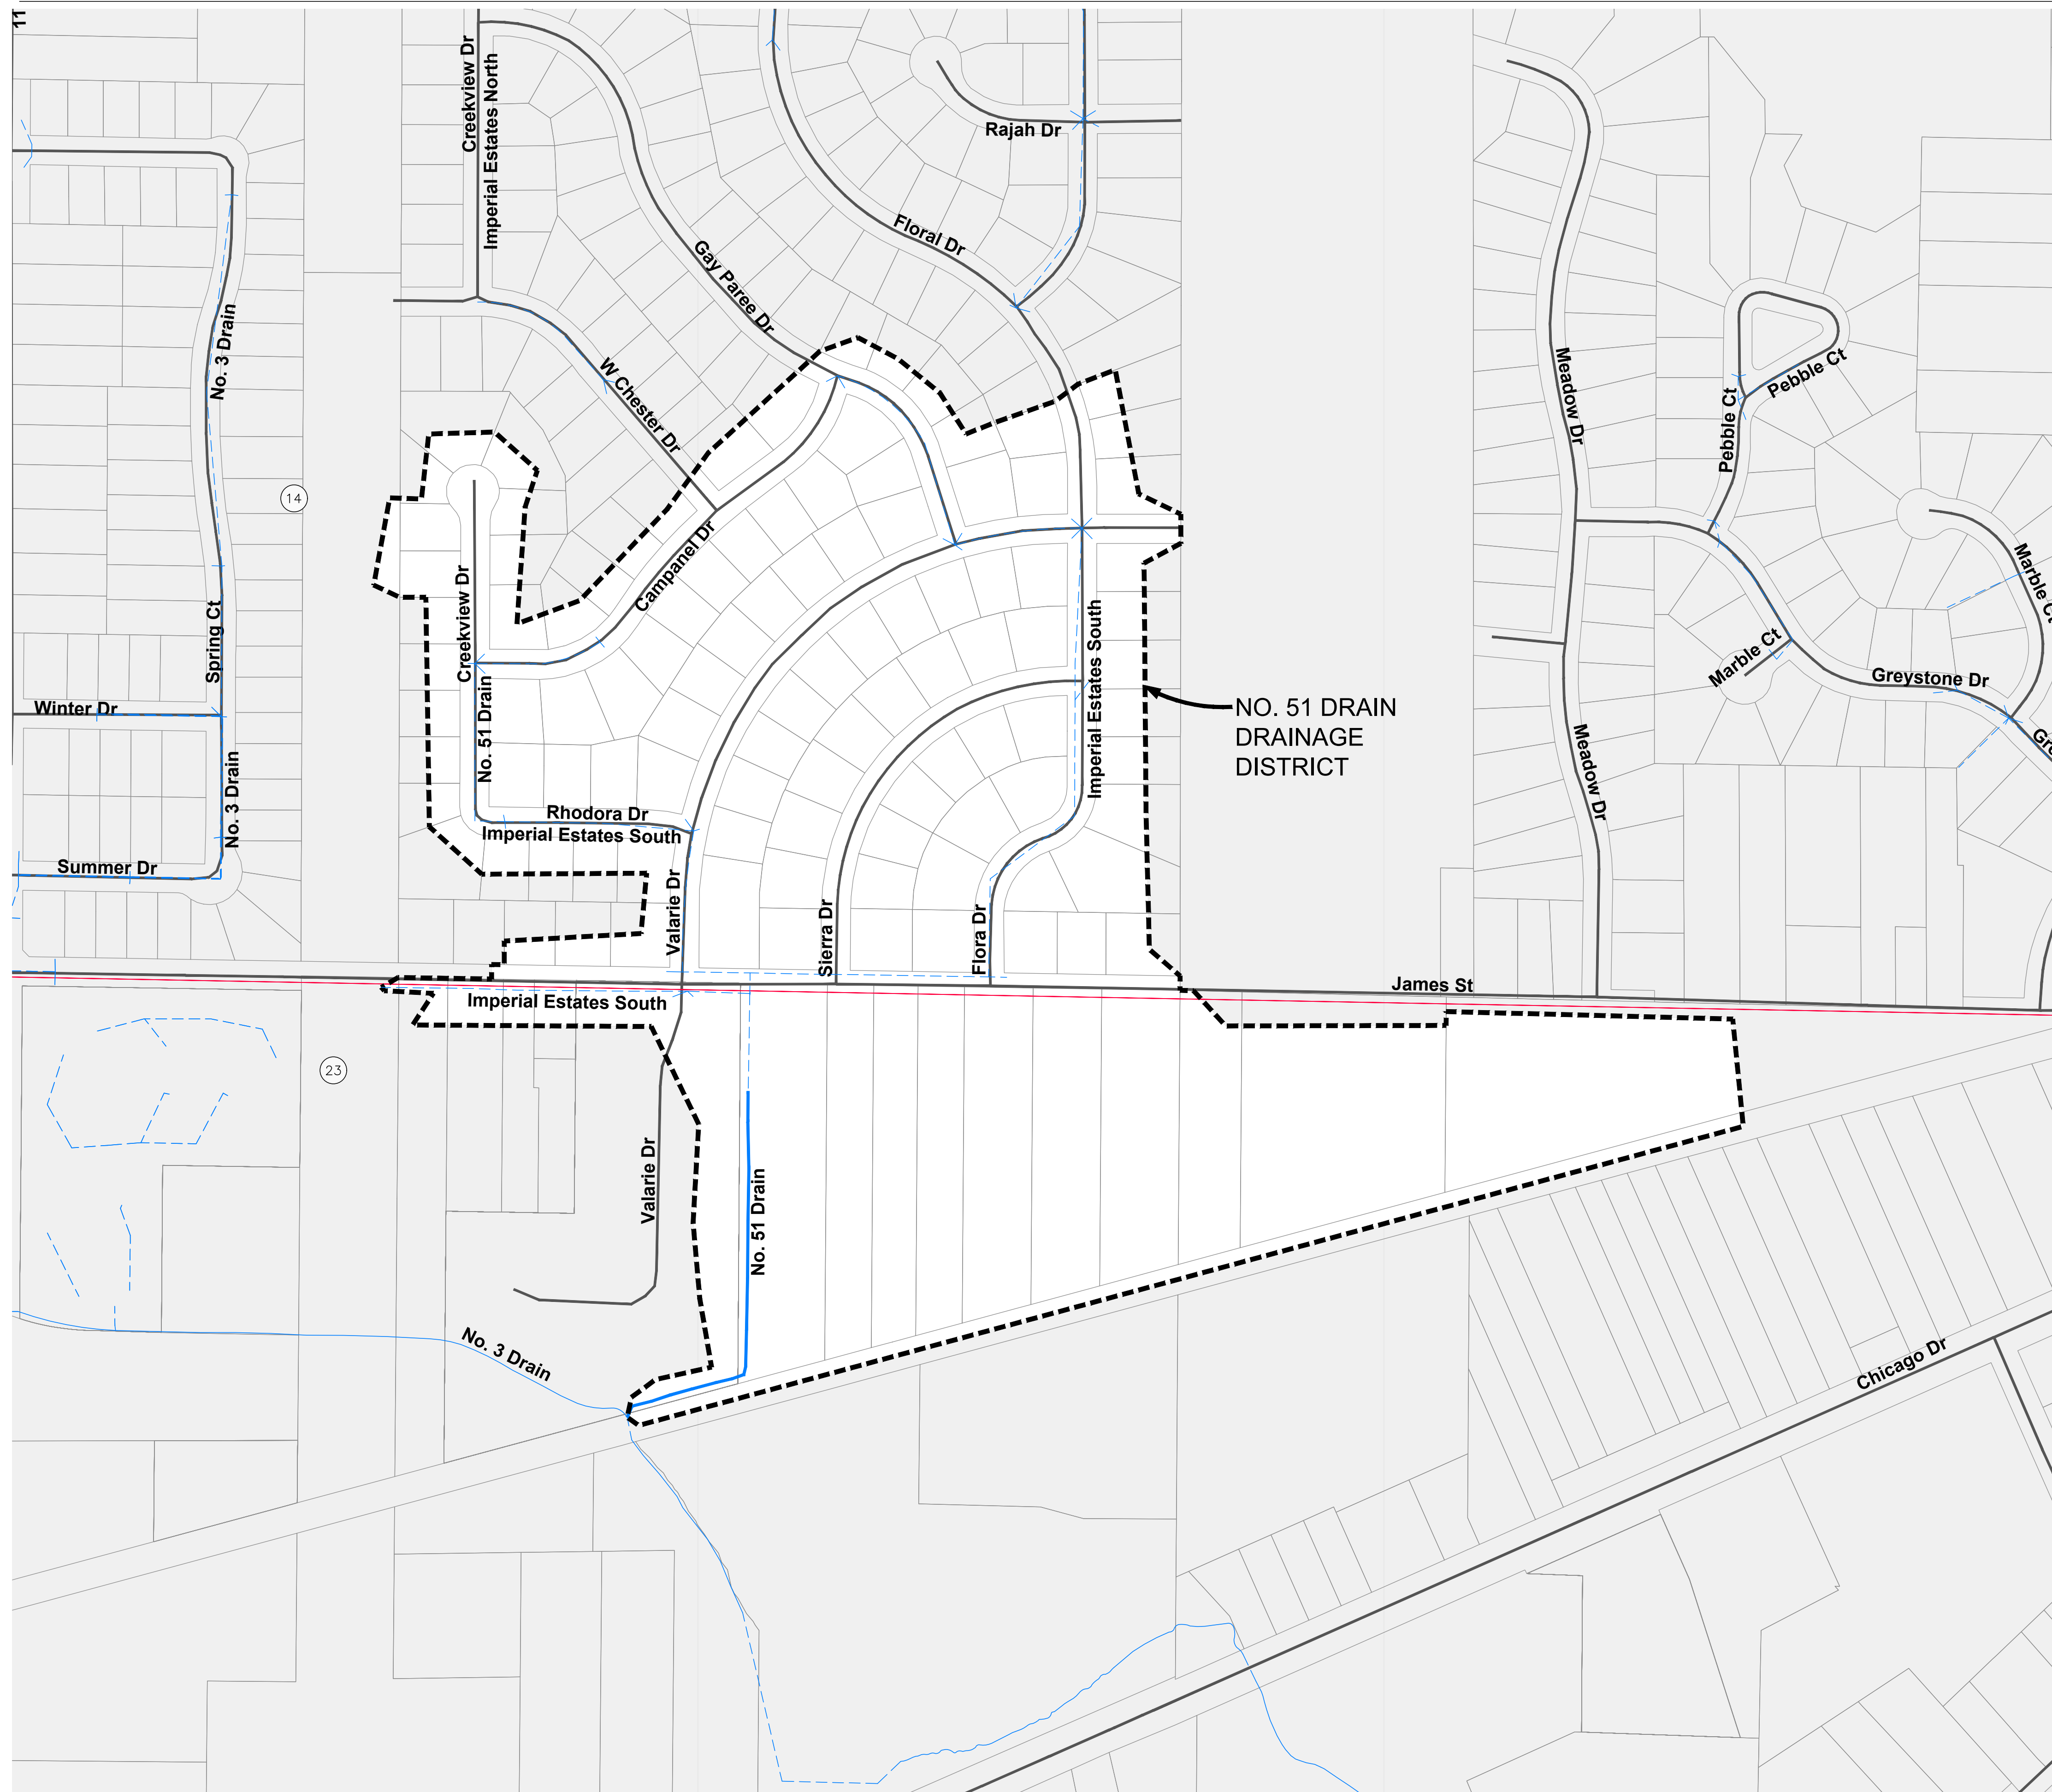 11
Creekview Dr
Imperial Estates North
Rajah Dr
Floral Dr
Gay Paree Dr
No. 3 Drain
W Chester Dr
Meadow Dr
Pebble Ct
Pebble Ct
14
Campanel Dr
Creekview Dr
Spring Ct
Marble Ct
Marble Ct
Greystone Dr
Imperial Estates South
Winter Dr
No. 51 Drain
NO. 51 DRAIN
DRAINAGE
DISTRICT
No. 3 Drain
Meadow Dr
Rhodora Dr
Imperial Estates South
Summer Dr
Valarie Dr
Sierra Dr
Flora Dr
James St
Imperial Estates South
23
Valarie Dr
No. 51 Drain
No. 3 Drain
Chicago Dr